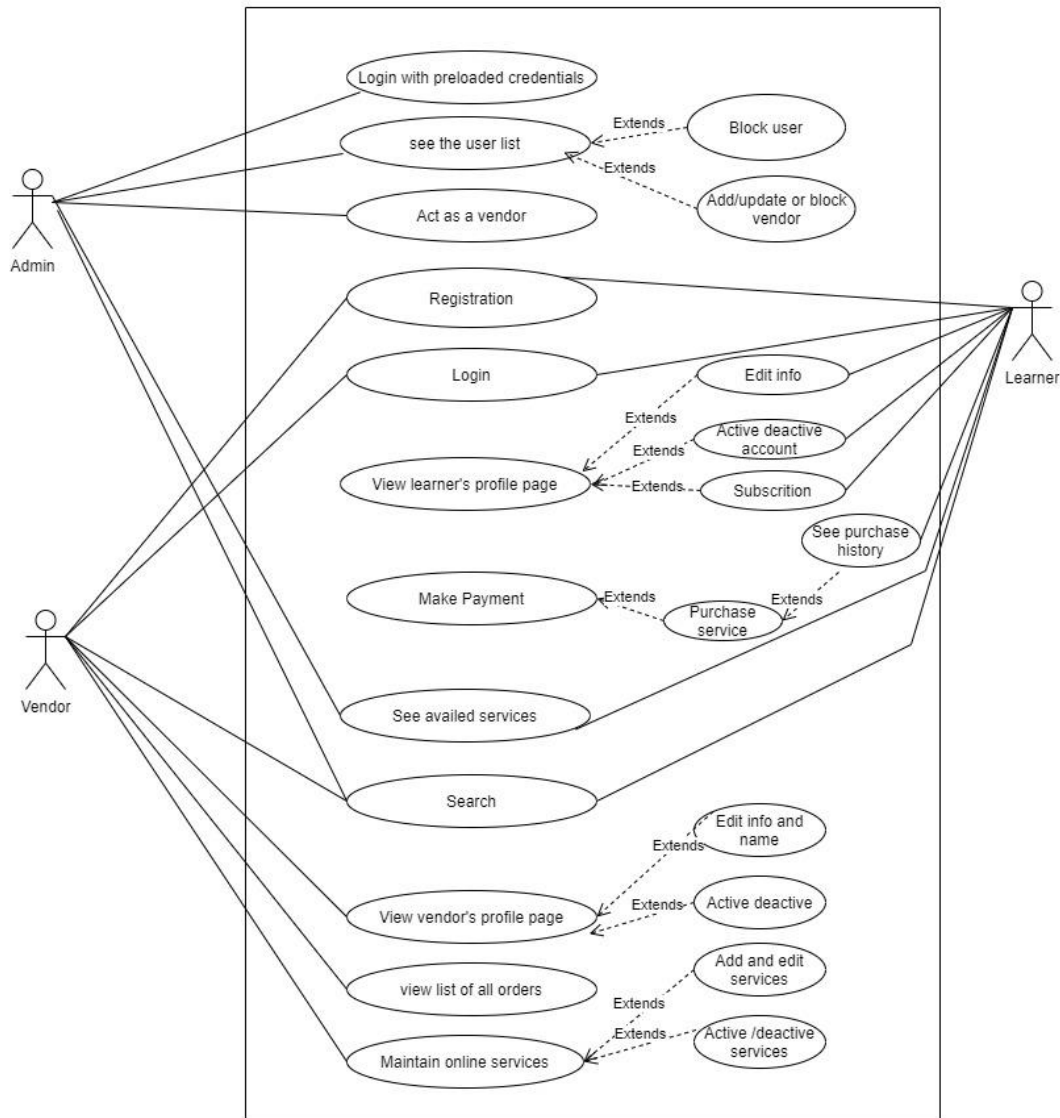 Login with preloaded credentials
Extends
Block user
see the user list
Extends
Add/update or block
vendor
Act as a vendor
Admin
Registration
Learner
Login
Edit info
Extends
Active deactive
account
Extends
View learner's profile page
Extends
Subscrition
See purchase
history
Make Payment
Extends
Extends
Purchase
service
Vendor
See availed services
Search
Edit info and
name
Extends
View vendor's profile page
Extends
Active deactive
Add and edit
services
view list of all orders
Extends
Extends
Active /deactive
services
Maintain online services